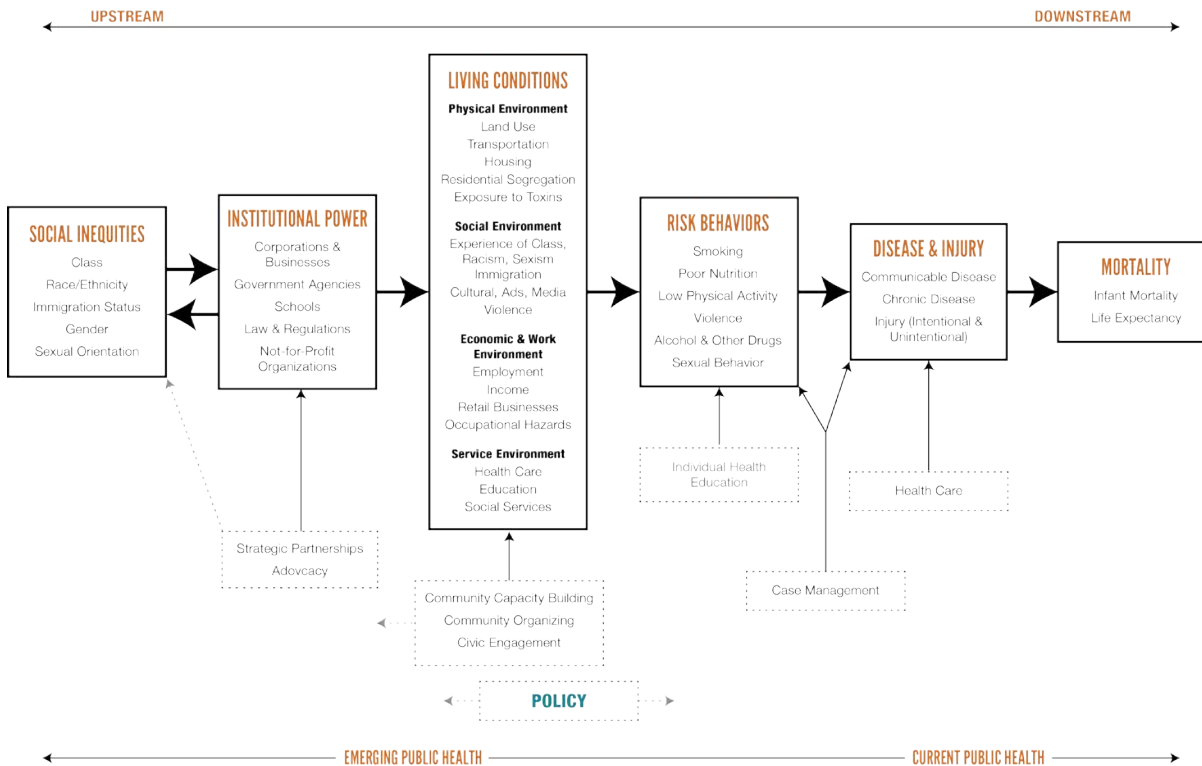 UPSTREAM
DOWNSTREAM
SOCIAL INEQUITIES
Class
Race/Ethnicity
Immigration Status
Gender
Sexual Orientation
INSTITUTIONAL POWER
Corporations &
Businesses
Government Agencies
Schools
Law & Regulations
Not-for-Profit
Organizations
LIVING CONDITIONS
Physical Environment
Land Use
Transportation
Housing
Residential Segregation
Exposure to Toxins
Social Environment
Experience of Class,
Racism, Sexism
Immigration
Cultural, Ads, Media
Violence
Economic & Work
Environment
Employment
Income
Retail Businesses
Occupational Hazards
Service Environment
Health Care
Education
Social Services
RISK BEHAVIORS
Smoking
Poor Nutrition
Low Physical Activity
Violence
Alcohol & Other Drugs
Sexual Behavior
DISEASE & INJURY
Communicable Disease
Chronic Disease
Injury (Intentional &
Unintentional)
MORTALITY
Infant Mortality
Life Expectancy
Strategic Partnerships
Adovcacy
Community Capacity Building
Community Organizing
Civic Engagement
Individual Health
Education
Case Management
Health Care
POLICY
EMERGING PUBLIC HEALTH
CURRENT PUBLIC HEALTH